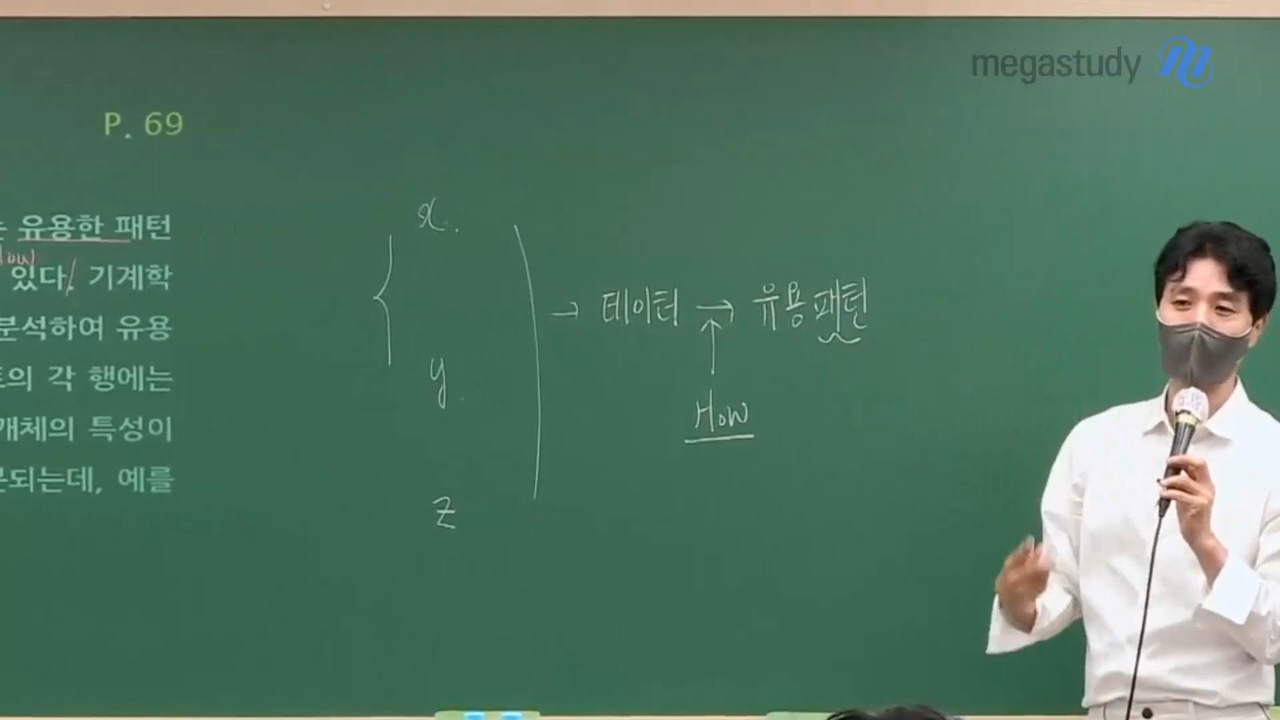 megastudy
P. 69
는 유용한 패턴
How
있다. 기계학
분석하여 유용
의 각 행에는
개체의 특성이
되는데, 예를
x.
y
z
→ 데이터 → 유용 패턴
↑
How